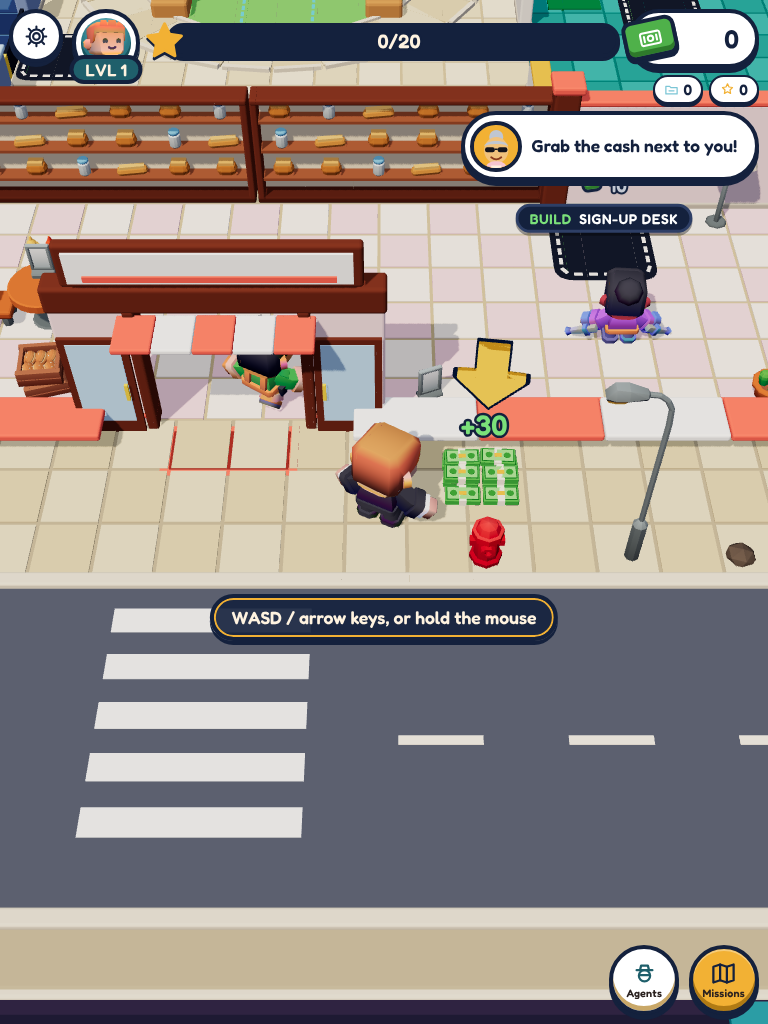 LVL 1
0/20
0
0
0
Grab the cash next to you!
BUILD SIGN-UP DESK
+30
WASD / arrow keys, or hold the mouse
Agents
Missions